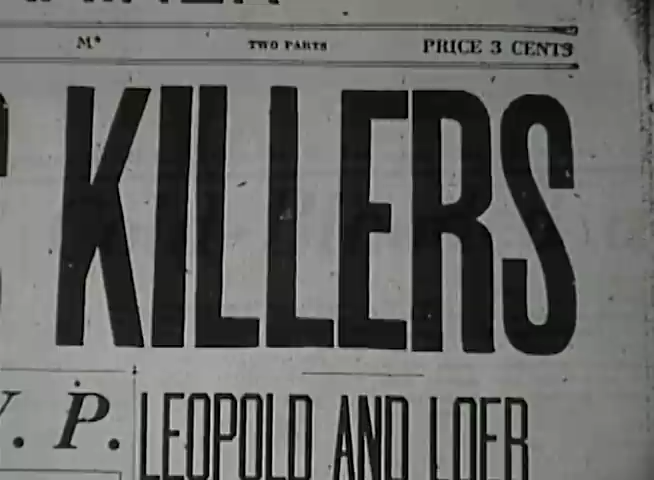 M* TWO PARTS PRICE 3 CENTS
KILLERS
V. P.
LEOPOLD AND LOEB